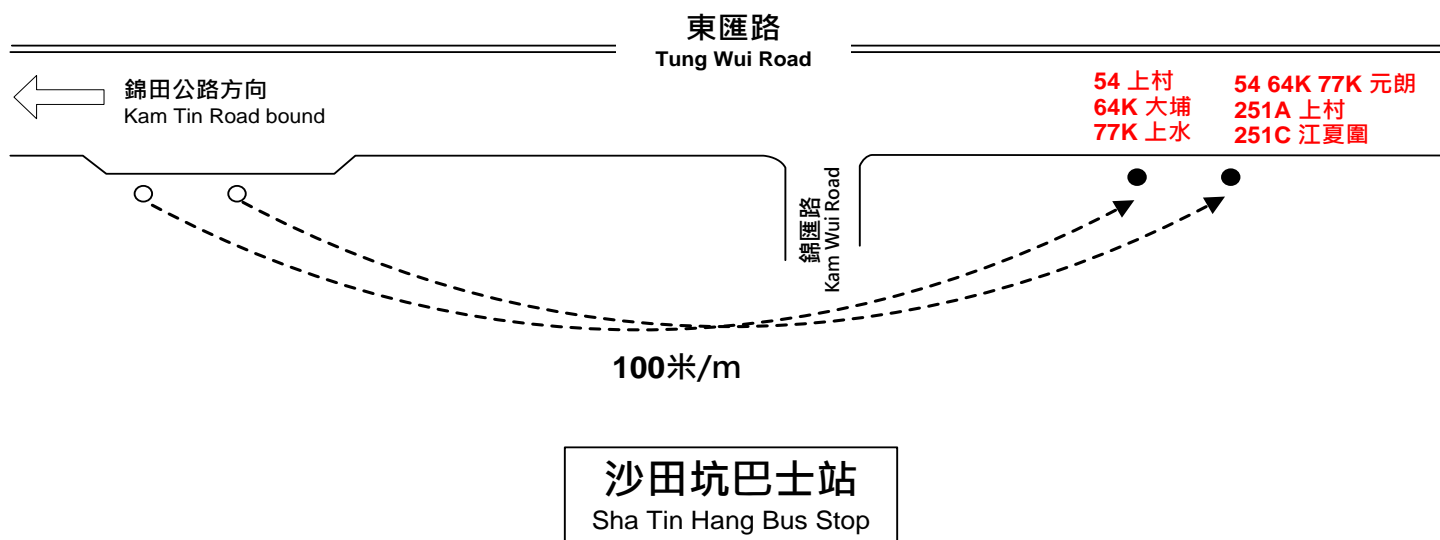 東匯路
Tung Wui Road
錦田公路方向
Kam Tin Road bound
54 上村
64K 大埔
77K 上水
54 64K 77K 元朗
251A 上村
251C 江夏圍
錦匯路
Kam Wui Road
100米/m
沙田坑巴士站
Sha Tin Hang Bus Stop